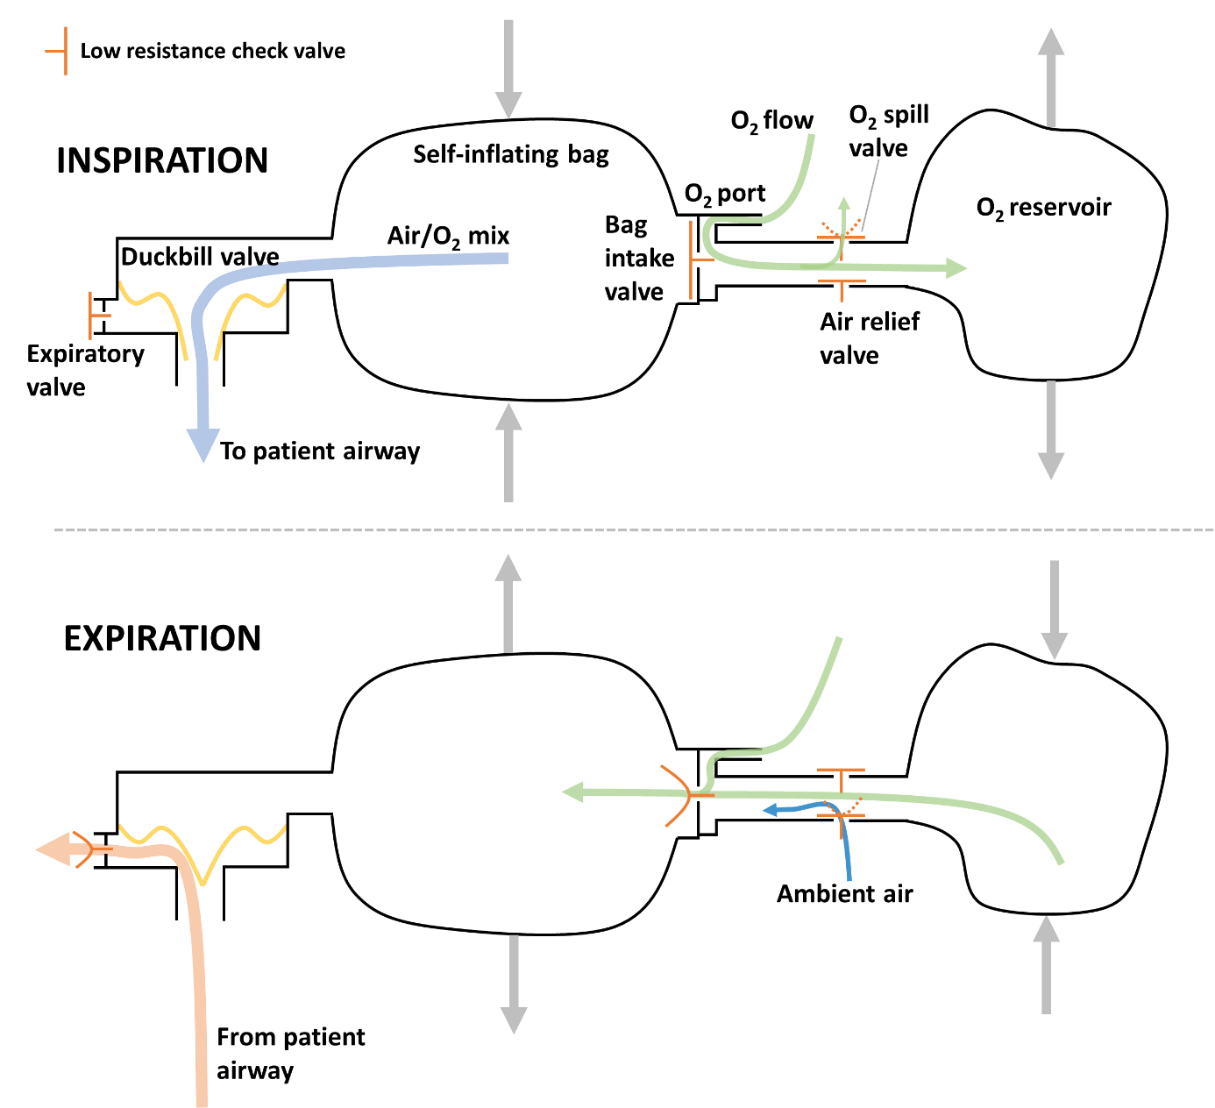 Low resistance check valve
INSPIRATION
Self-inflating bag
O₂ flow
O₂ spill
valve
O₂ port
O₂ reservoir
Bag
intake
valve
Air/O₂ mix
Duckbill valve
Air relief
valve
Expiratory
valve
To patient airway
EXPIRATION
Ambient air
From patient
airway